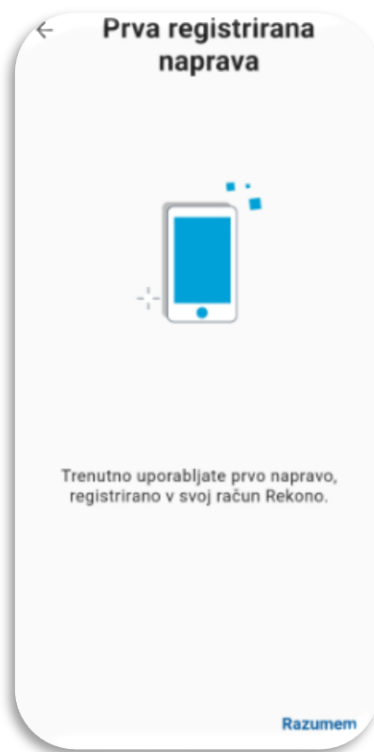 Prva registrirana
naprava
Trenutno uporabljate prvo napravo,
registrirano v svoj račun Rekono.
Razumem